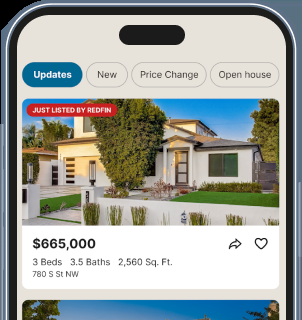 Updates
New
Price Change
Open house
JUST LISTED BY REDFIN
$665,000
3 Beds 3.5 Baths 2,560 Sq. Ft.
780 S St NW